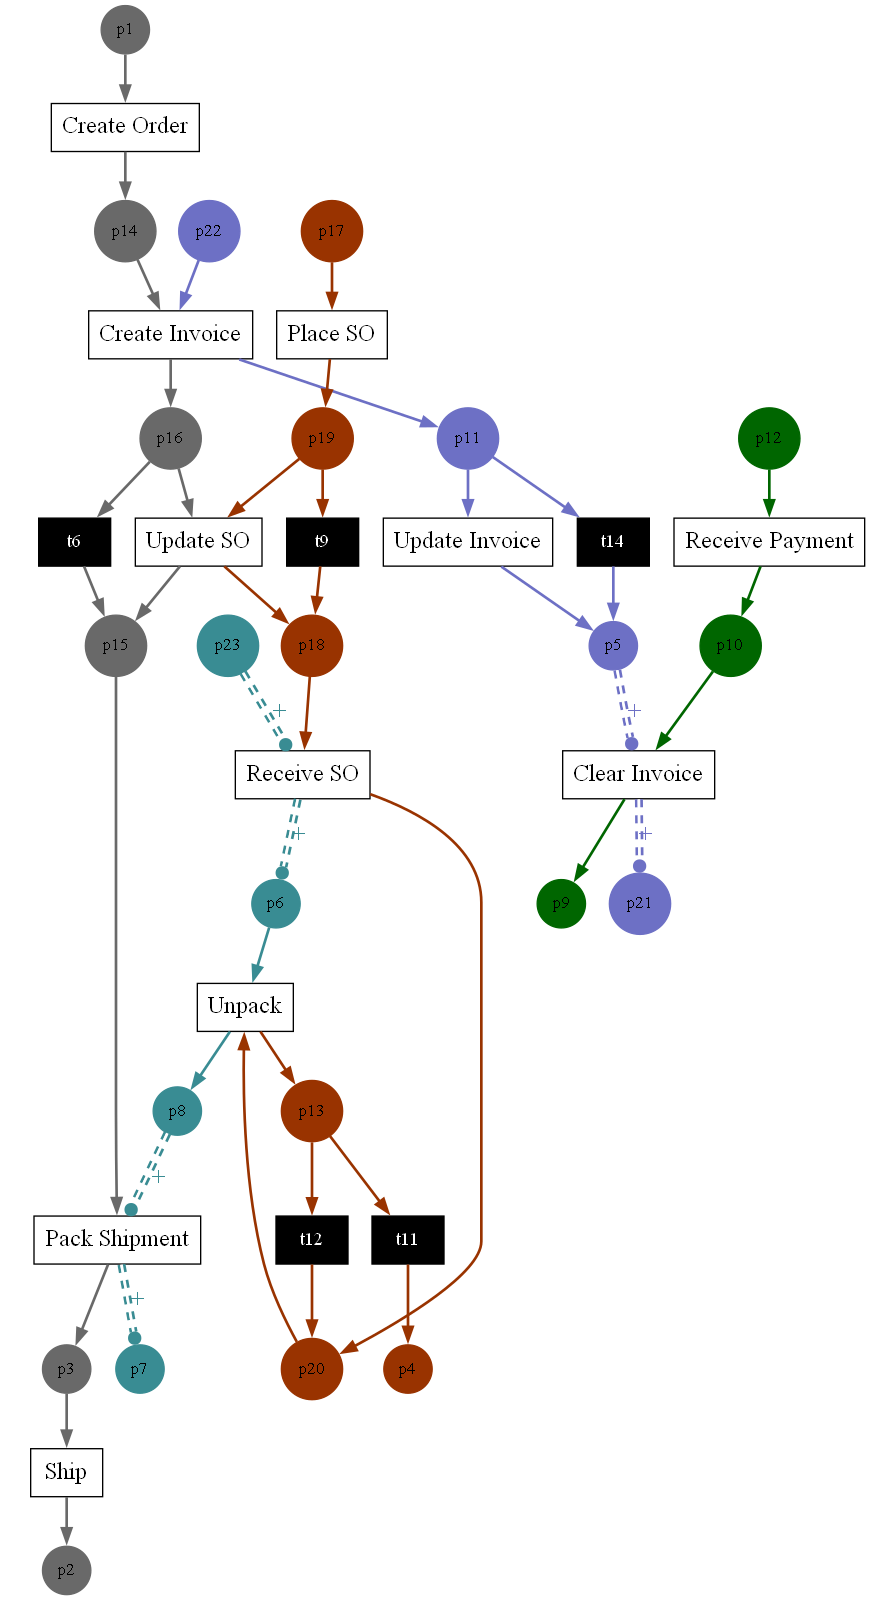 p1
Create Order
p14
p22
p17
Create Invoice
Place SO
p16
p19
p11
p12
t6
Update SO
t9
Update Invoice
t14
Receive Payment
p15
p23
p18
p5
p10
+
+
Receive SO
Clear Invoice
+
+
p6
p9
p21
Unpack
p8
p13
+
Pack Shipment
t12
t11
+
p3
p7
p20
p4
Ship
p2